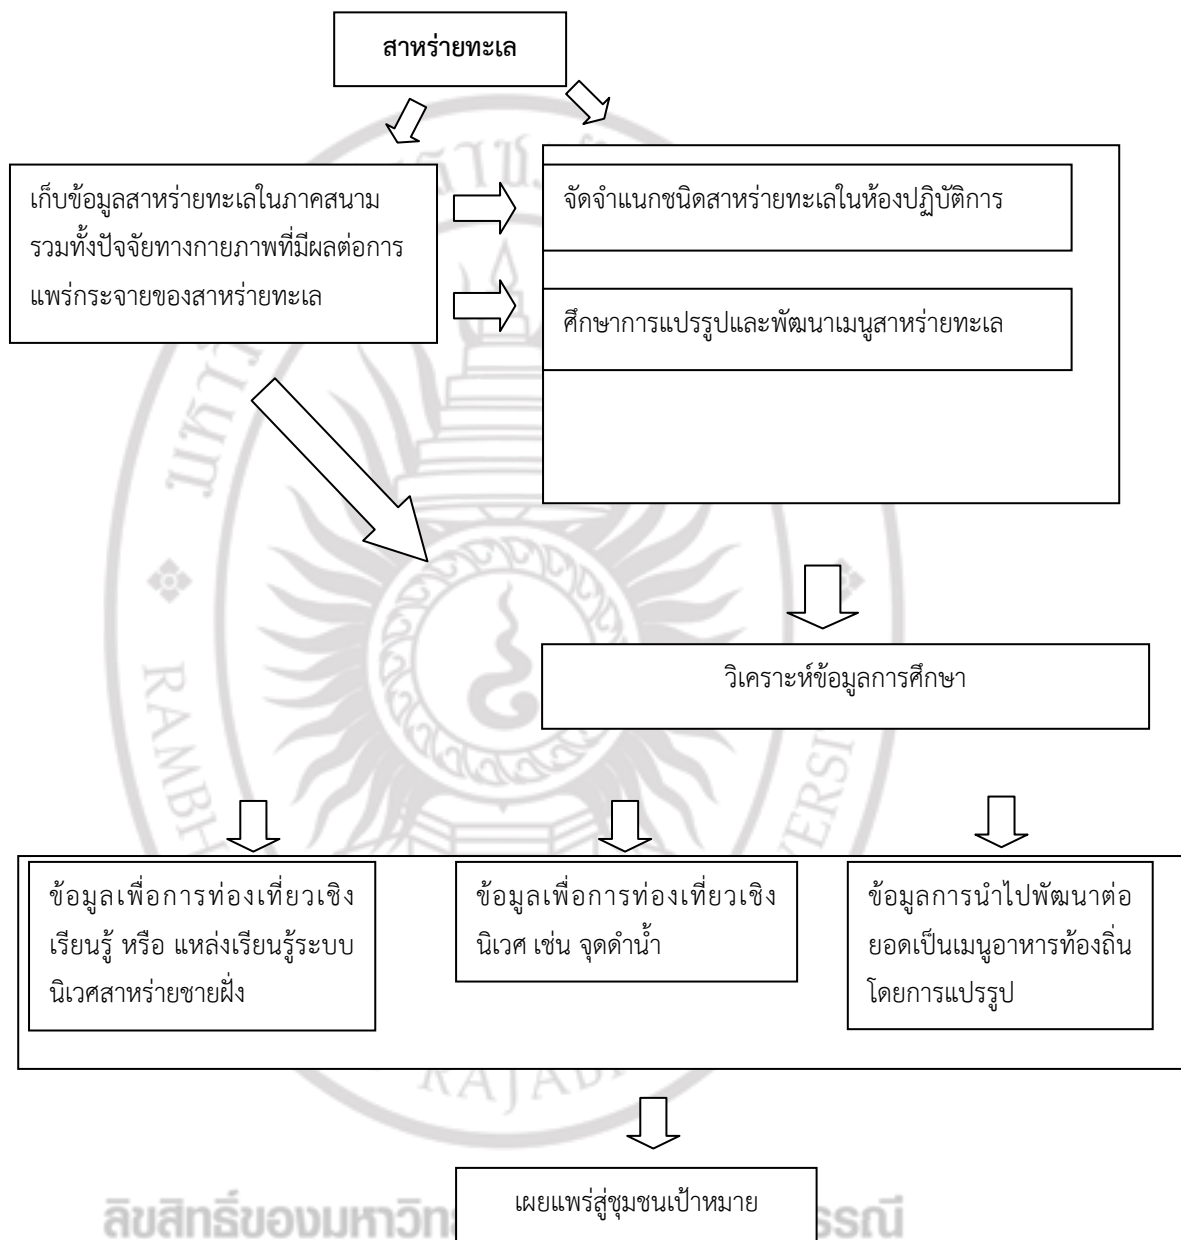 สาหร่ายทะเล
เก็บข้อมูลสาหร่ายทะเลในภาคสนาม
รวมทั้งปัจจัยทางกายภาพที่มีผลต่อการ
แพร่กระจายของสาหร่ายทะเล
จัดจำแนกชนิดสาหร่ายทะเลในห้องปฏิบัติการ
ศึกษาการแปรรูปและพัฒนาเมนูสาหร่ายทะเล
วิเคราะห์ข้อมูลการศึกษา
ข้อมูลเพื่อการท่องเที่ยวเชิง
เรียนรู้ หรือ แหล่งเรียนรู้ระบบ
นิเวศสาหร่ายชายฝั่ง
ข้อมูลเพื่อการท่องเที่ยวเชิง
นิเวศ เช่น จุดดำน้ำ
ข้อมูลการนำไปพัฒนาต่อ
ยอดเป็นเมนูอาหารท้องถิ่น
โดยการแปรรูป
เผยแพร่สู่ชุมชนเป้าหมาย